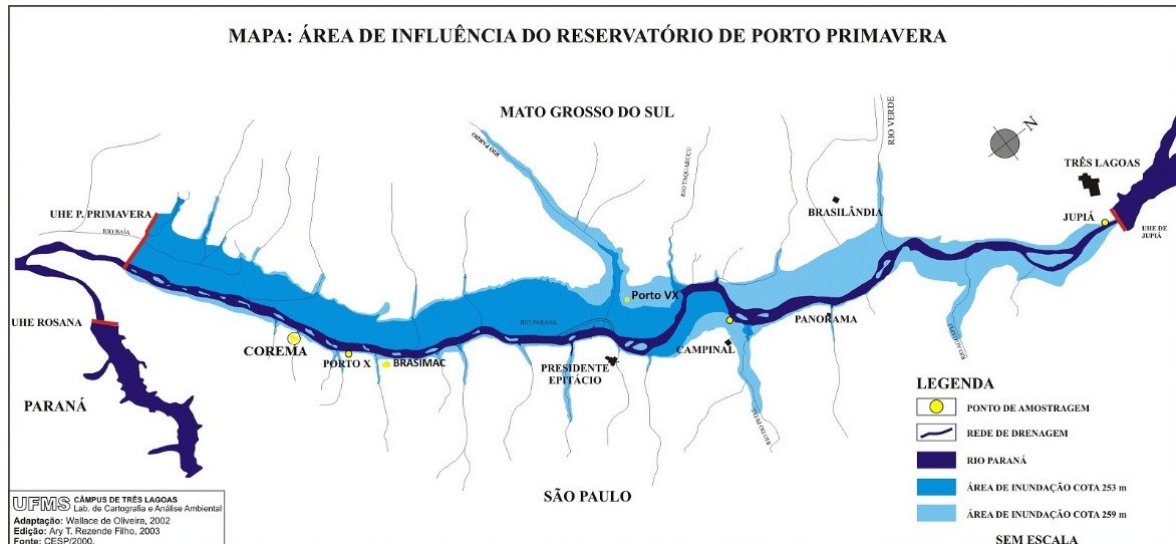 MAPA: ÁREA DE INFLUÊNCIA DO RESERVATÓRIO DE PORTO PRIMAVERA
MATO GROSSO DO SUL
N
RIO VERDE
RIO PARDO
RIO TAQUARUÇU
TRÊS LAGOAS
BRASILÂNDIA
JUPIÁ
UHE DE
JUPIÁ
UHE P. PRIMAVERA
RIO BAÍA
Porto VX
RIO PARANÁ
PANORAMA
UHE ROSANA
COREMA
PORTO X
BRASIMAC
CAMPINAL
PRESIDENTE
EPITÁCIO
PARANÁ
SÃO PAULO
LEGENDA
PONTO DE AMOSTRAGEM
REDE DE DRENAGEM
RIO PARANÁ
ÁREA DE INUNDAÇÃO COTA 253 m
ÁREA DE INUNDAÇÃO COTA 259 m
SEM ESCALA
UFMS CÂMPUS DE TRÊS LAGOAS
Lab. de Cartografia e Análise Ambiental
Adaptação: Wallace de Oliveira, 2002
Edição: Ary T. Rezende Filho, 2003
Fonte: CESP/2000.